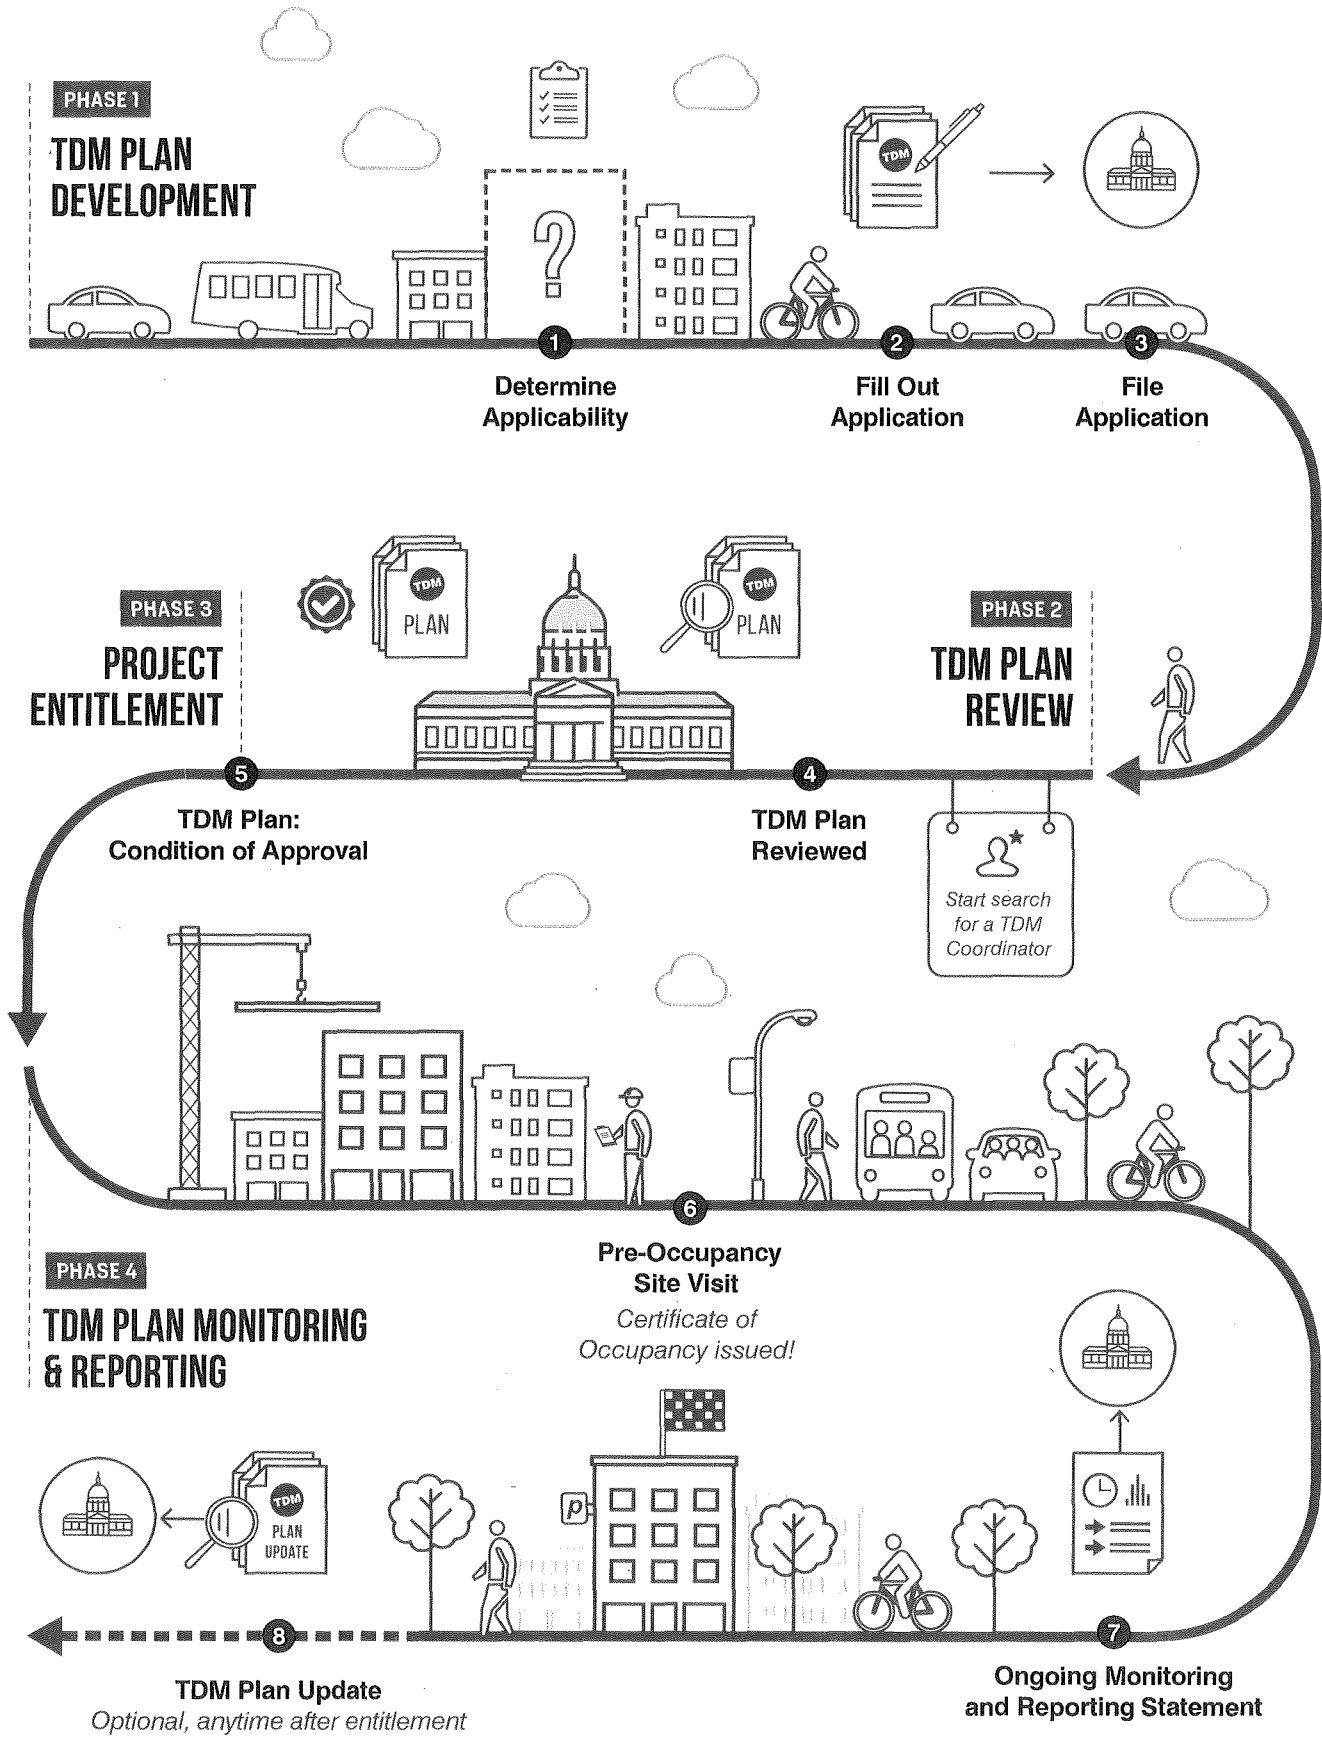 PHASE 1
TDM PLAN
DEVELOPMENT
TDM
?
1
2
3
Determine
Applicability
Fill Out
Application
File
Application
PHASE 3
PROJECT
ENTITLEMENT
TDM
PLAN
TDM
PLAN
PHASE 2
TDM PLAN
REVIEW
5
4
TDM Plan:
Condition of Approval
TDM Plan
Reviewed
Start search
for a TDM
Coordinator
6
Pre-Occupancy
Site Visit
Certificate of
Occupancy issued!
PHASE 4
TDM PLAN MONITORING
& REPORTING
TDM
PLAN
UPDATE
p
8
7
TDM Plan Update
Optional, anytime after entitlement
Ongoing Monitoring
and Reporting Statement